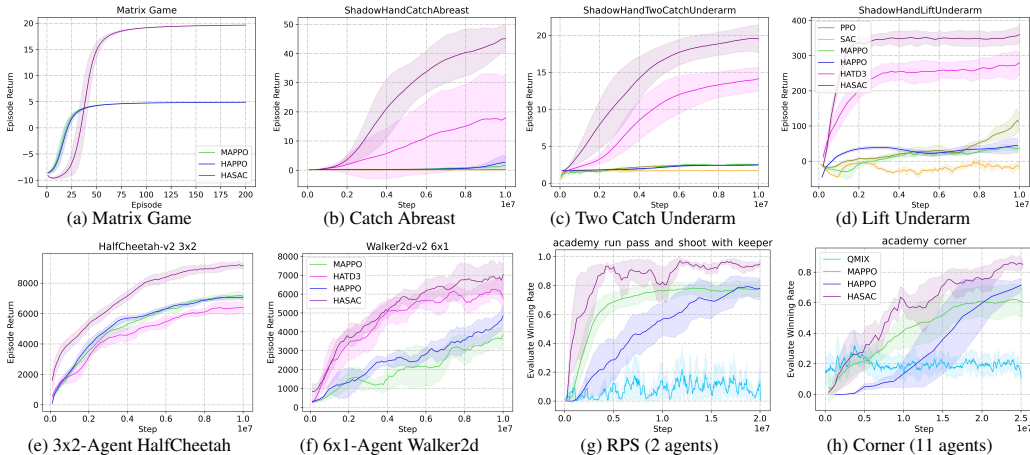 Matrix Game
20
15
10
5
0
−5
−10
Episode Return
MAPPO
HAPPO
HASAC
0 25 50 75 100 125 150 175 200
Episode
(a) Matrix Game
ShadowHandCatchAbreast
50
40
30
20
10
0
Episode Return
0.0 0.2 0.4 0.6 0.8 1.0
Step
1e7
(b) Catch Abreast
ShadowHandTwoCatchUnderarm
20
15
10
5
0
Episode Return
0.0 0.2 0.4 0.6 0.8 1.0
Step
1e7
(c) Two Catch Underarm
ShadowHandLiftUnderarm
400
300
200
100
0
Episode Return
PPO
SAC
MAPPO
HAPPO
HATD3
HASAC
0.0 0.2 0.4 0.6 0.8 1.0
Step
1e7
(d) Lift Underarm
HalfCheetah-v2 3x2
8000
6000
4000
2000
0
Episode Return
0.2 0.4 0.6 0.8 1.0
Step
1e7
(e) 3x2-Agent HalfCheetah
Walker2d-v2 6x1
8000
7000
6000
5000
4000
3000
2000
1000
0
Episode Return
MAPPO
HATD3
HAPPO
HASAC
0.0 0.2 0.4 0.6 0.8 1.0
Step
1e7
(f) 6x1-Agent Walker2d
academy run pass and shoot with keeper
1.0
0.8
0.6
0.4
0.2
0.0
Evaluate Winning Rate
0.0 0.5 1.0 1.5 2.0
Step
1e7
(g) RPS (2 agents)
academy corner
0.8
0.6
0.4
0.2
0.0
Evaluate Winning Rate
QMIX
MAPPO
HAPPO
HASAC
0.0 0.5 1.0 1.5 2.0 2.5
Step
1e7
(h) Corner (11 agents)